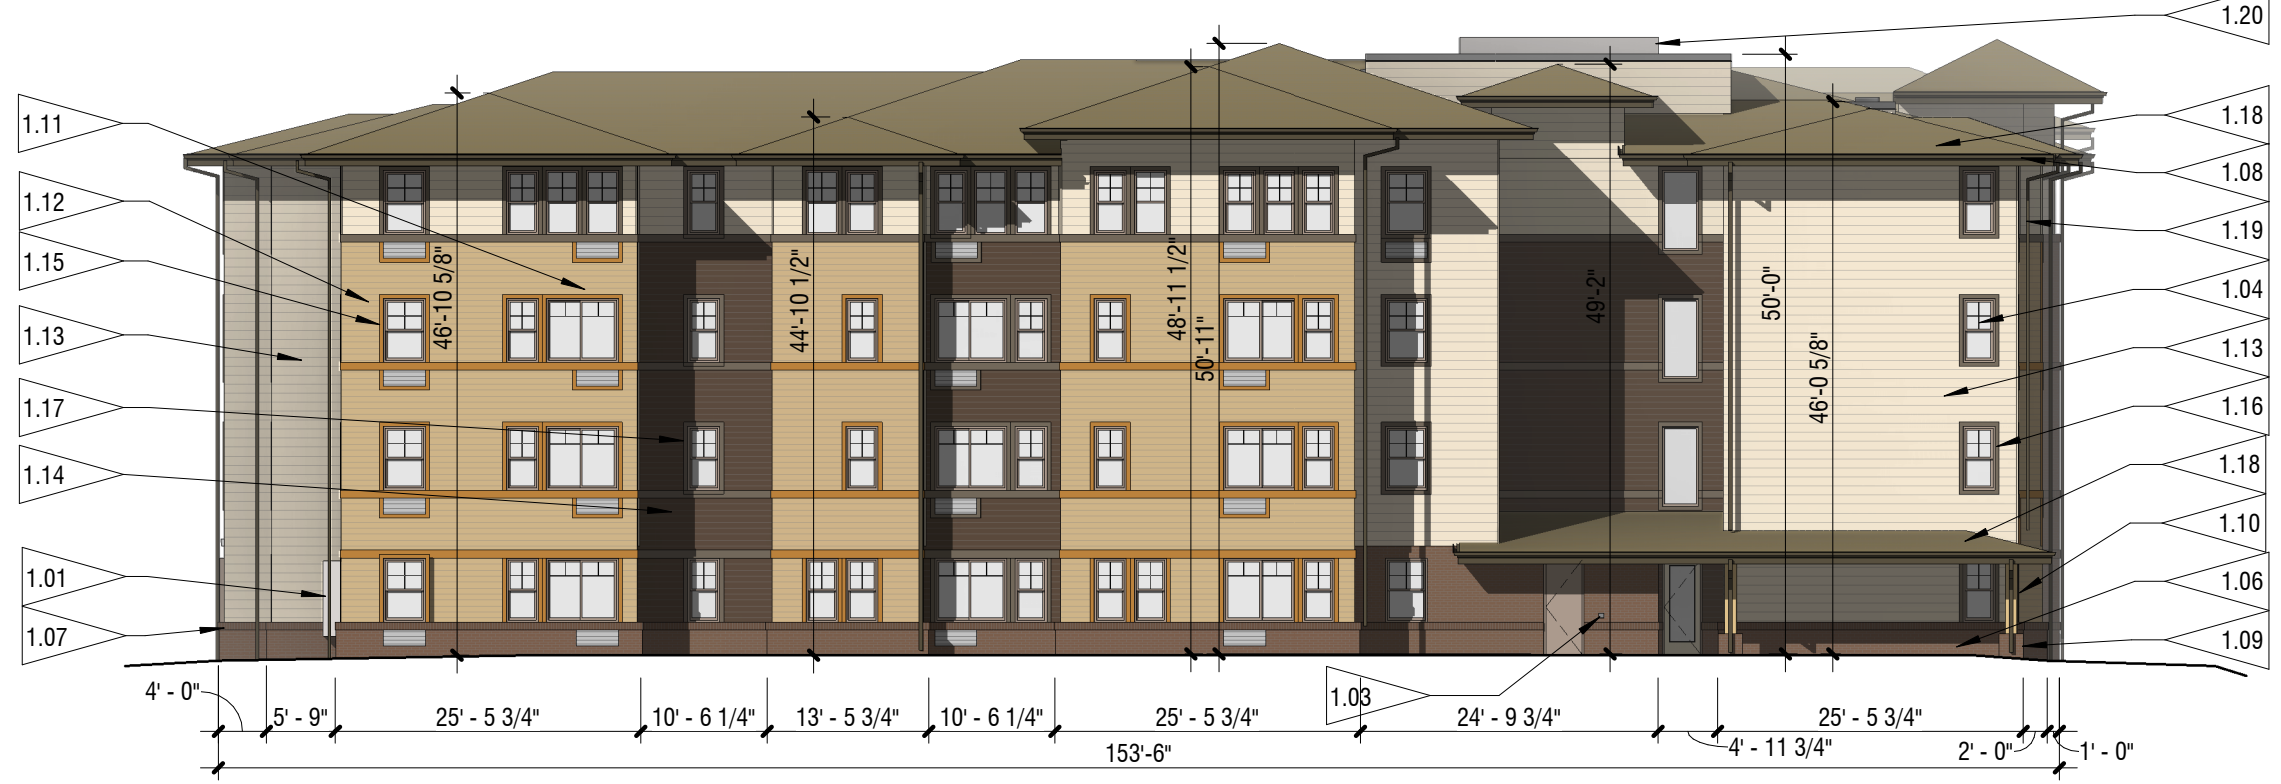 1.20
1.11
1.18
1.08
1.12
1.19
1.15
1.04
1.13
1.13
1.17
1.16
1.14
1.18
1.10
1.01
1.06
1.07
1.09
1.03
46'-10 5/8"
44'-10 1/2"
48'-11 1/2"
50'-11"
49'-2"
50'-0"
46'-0 5/8"
4' - 0"
5' - 9"
25' - 5 3/4"
10' - 6 1/4"
13' - 5 3/4"
10' - 6 1/4"
25' - 5 3/4"
24' - 9 3/4"
4' - 11 3/4"
25' - 5 3/4"
2' - 0"
1' - 0"
153'-6"